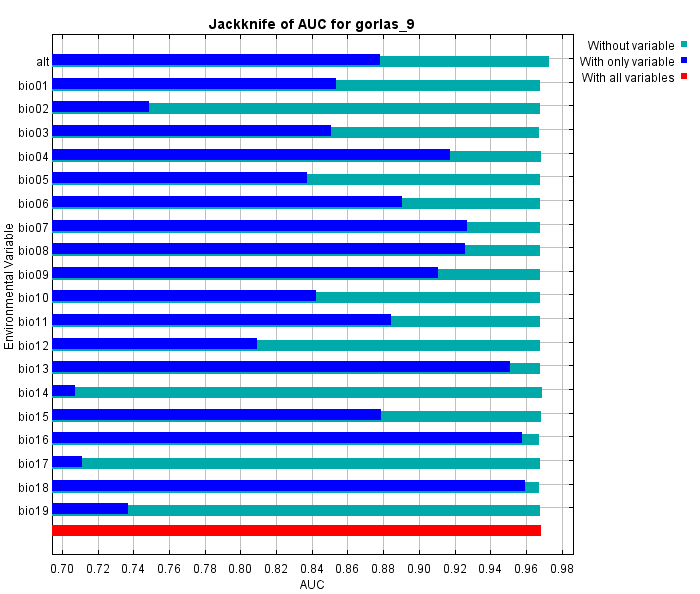 Jackknife of AUC for gorlas_9
Without variable
With only variable
With all variables
Environmental Variable
alt
bio01
bio02
bio03
bio04
bio05
bio06
bio07
bio08
bio09
bio10
bio11
bio12
bio13
bio14
bio15
bio16
bio17
bio18
bio19
0.70 0.72 0.74 0.76 0.78 0.80 0.82 0.84 0.86 0.88 0.90 0.92 0.94 0.96 0.98
AUC